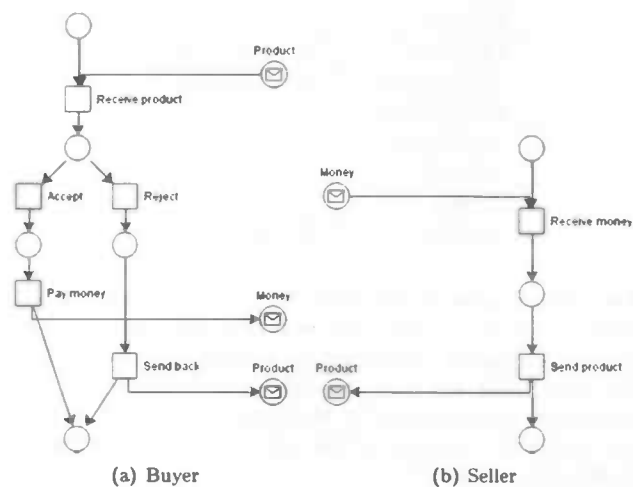 Product
Receive product
Accept
Reject
Pay money
Money
Send back
Product
(a) Buyer
Money
Receive money
Product
Send product
(b) Seller